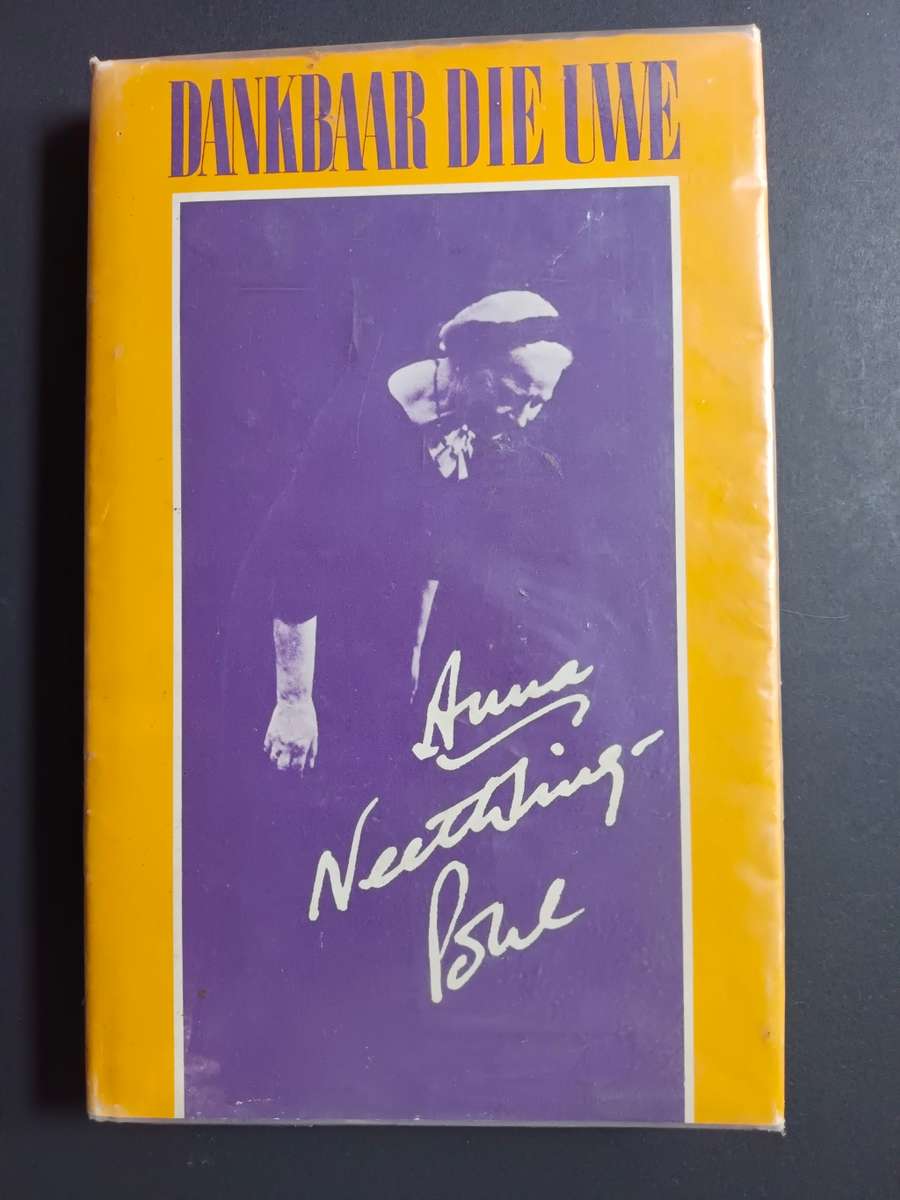 DANKBAAR DIE UWE
Anna
Neethling-
Pohl